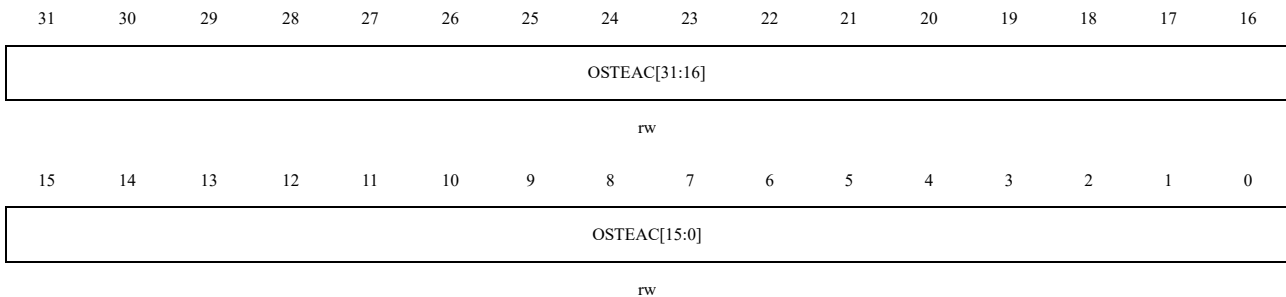 31 30 29 28 27 26 25 24 23 22 21 20 19 18 17 16
OSTEAC[31:16]
rw
15 14 13 12 11 10 9 8 7 6 5 4 3 2 1 0
OSTEAC[15:0]
rw